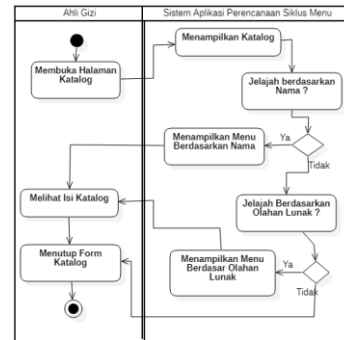 Ahli Gizi
Sistem Aplikasi Perencanaan Siklus Menu
Menampilkan Katalog
Membuka Halaman
Katalog
Jelajah berdasarkan
Nama ?
Menampilkan Menu
Berdasarkan Nama
Ya
Tidak
Melihat Isi Katalog
Jelajah Berdasarkan
Olahan Lunak ?
Menutup Form
Katalog
Menampilkan Menu
Berdasar Olahan
Lunak
Ya
Tidak